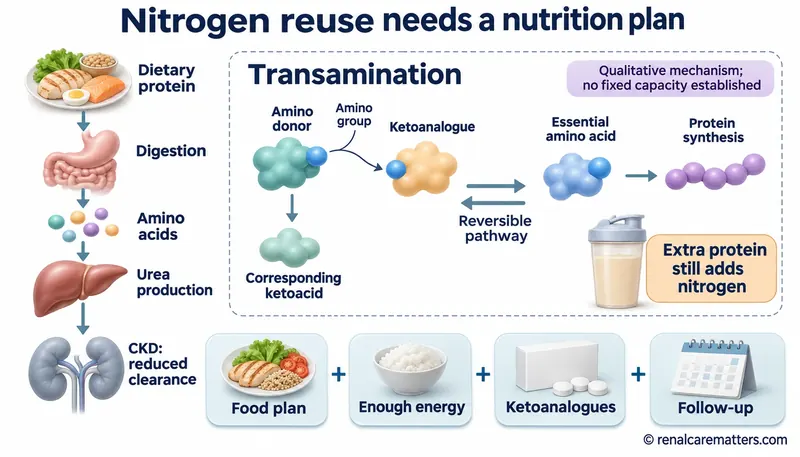 Nitrogen reuse needs a nutrition plan
Dietary
protein
Digestion
Amino
acids
Urea
production
CKD:
reduced
clearance
Transamination
Qualitative mechanism;
no fixed capacity established
Amino
donor
Amino
group
Ketoanalogue
Essential
amino acid
Protein
synthesis
Reversible
pathway
Corresponding
ketoacid
Extra protein
still adds
nitrogen
Food plan
+
Enough energy
+
Ketoanalogues
+
Follow-up
© renalcarematters.com